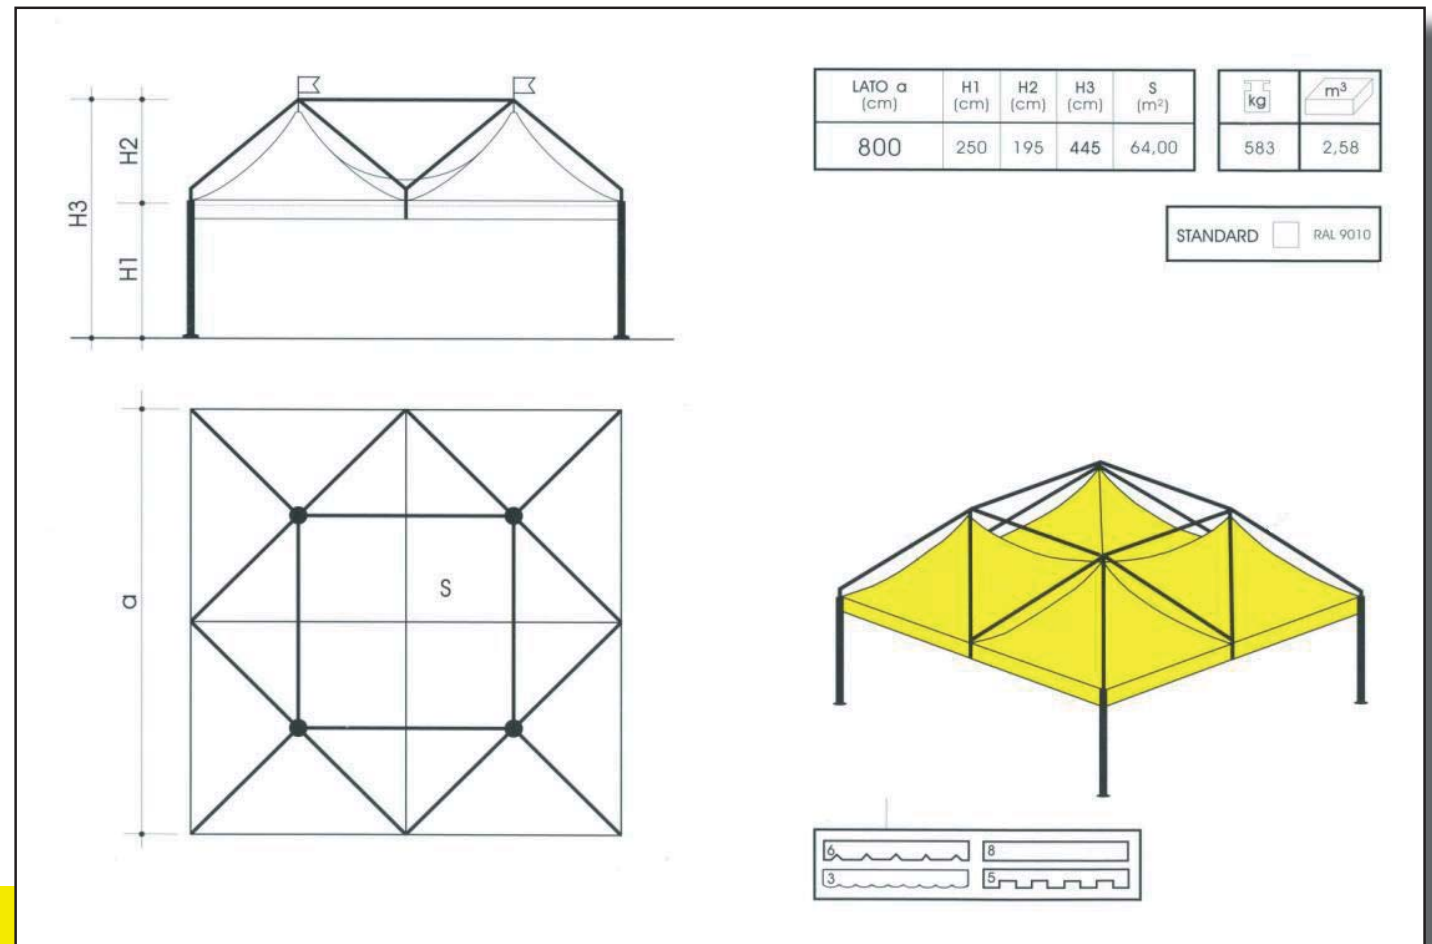 H3
H2
H1
LATO a H1 H2 H3 S
(cm) (cm) (cm) (cm) (m²)
800 250 195 445 64,00
kg m³
583 2,58
STANDARD RAL 9010
a
S
6 8
3 5